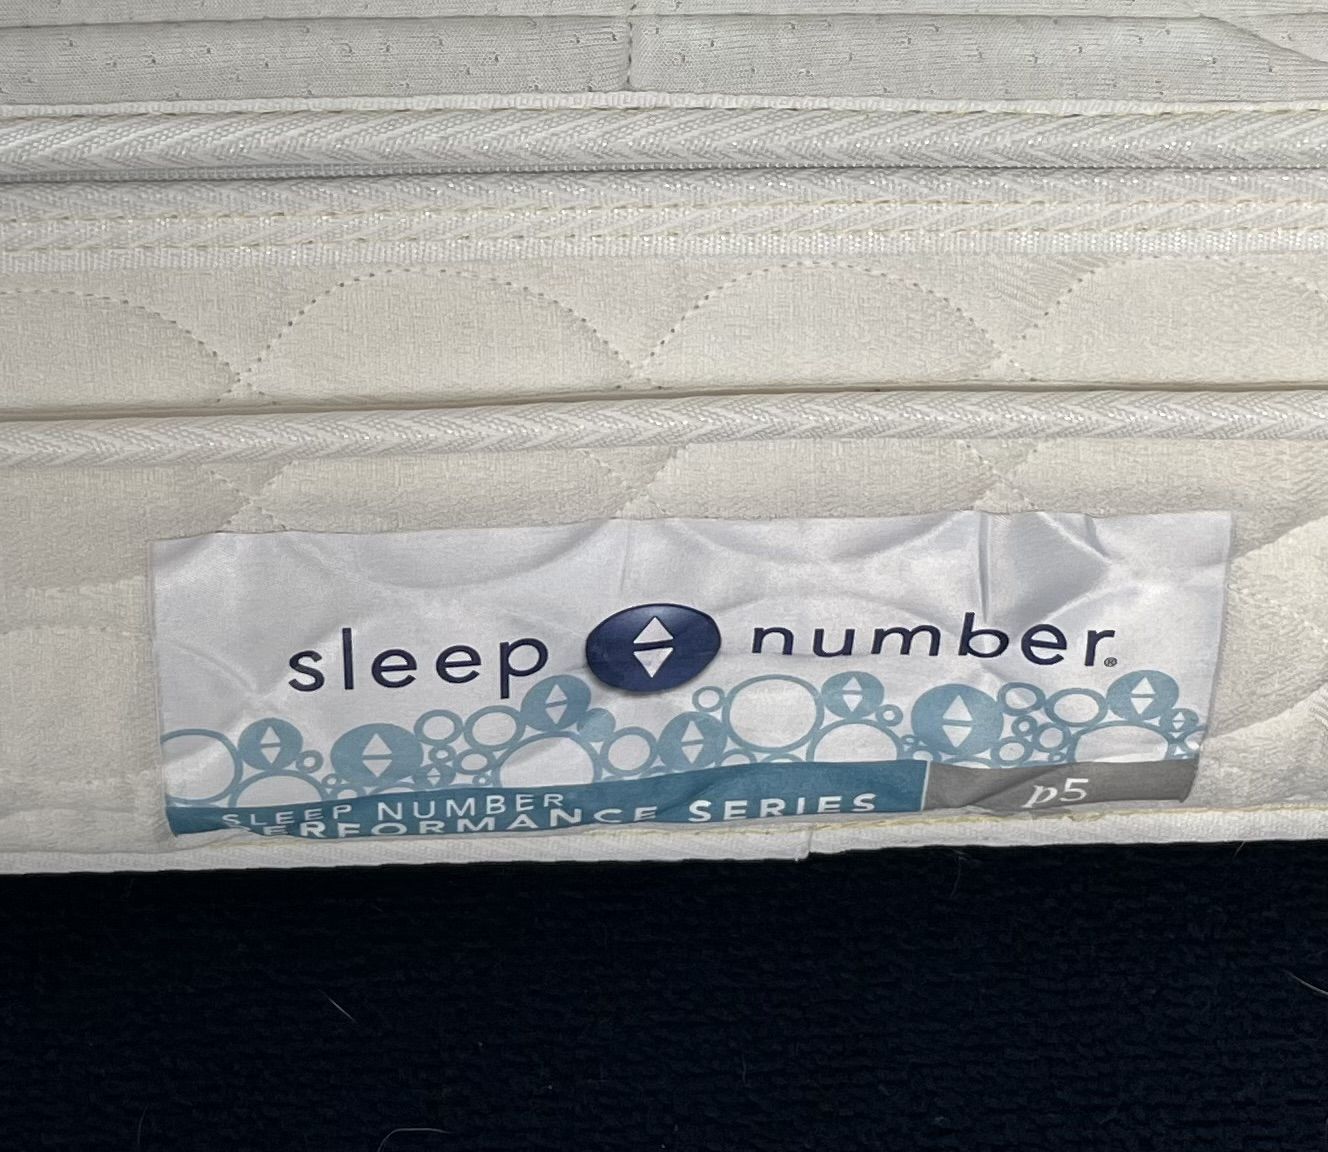 sleep number®
SLEEP NUMBER
PERFORMANCE SERIES
p5